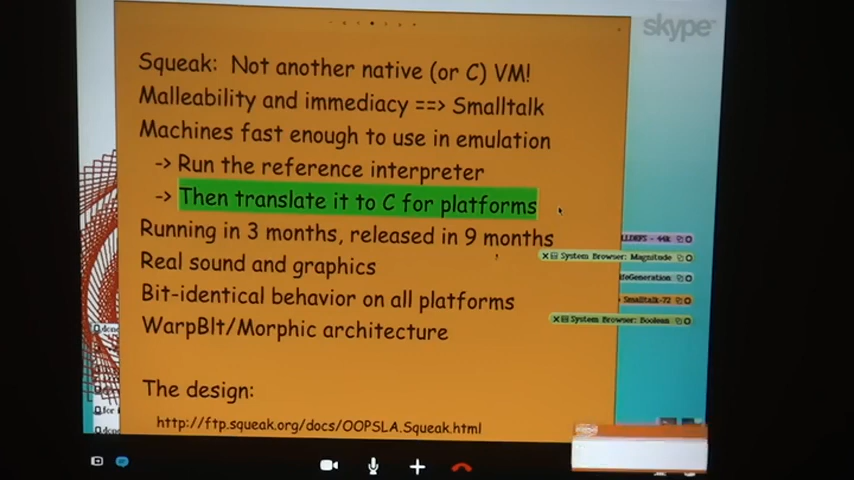 skype™
Squeak: Not another native (or C) VM!
Malleability and immediacy ==> Smalltalk
Machines fast enough to use in emulation
-> Run the reference interpreter
-> Then translate it to C for platforms
Running in 3 months, released in 9 months
Real sound and graphics
Bit-identical behavior on all platforms
WarpBlt/Morphic architecture
The design:
http://ftp.squeak.org/docs/OOPSLA.Squeak.html
System Browser: Magnitude
Smalltalk-72
System Browser: Boolean